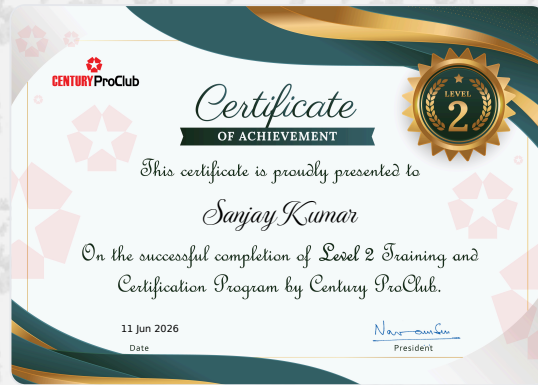 CENTURY ProClub
LEVEL
2
Certificate
OF ACHIEVEMENT
This certificate is proudly presented to
Sanjay Kumar
On the successful completion of Level 2 Training and
Certification Program by Century ProClub.
11 Jun 2026
Date
President